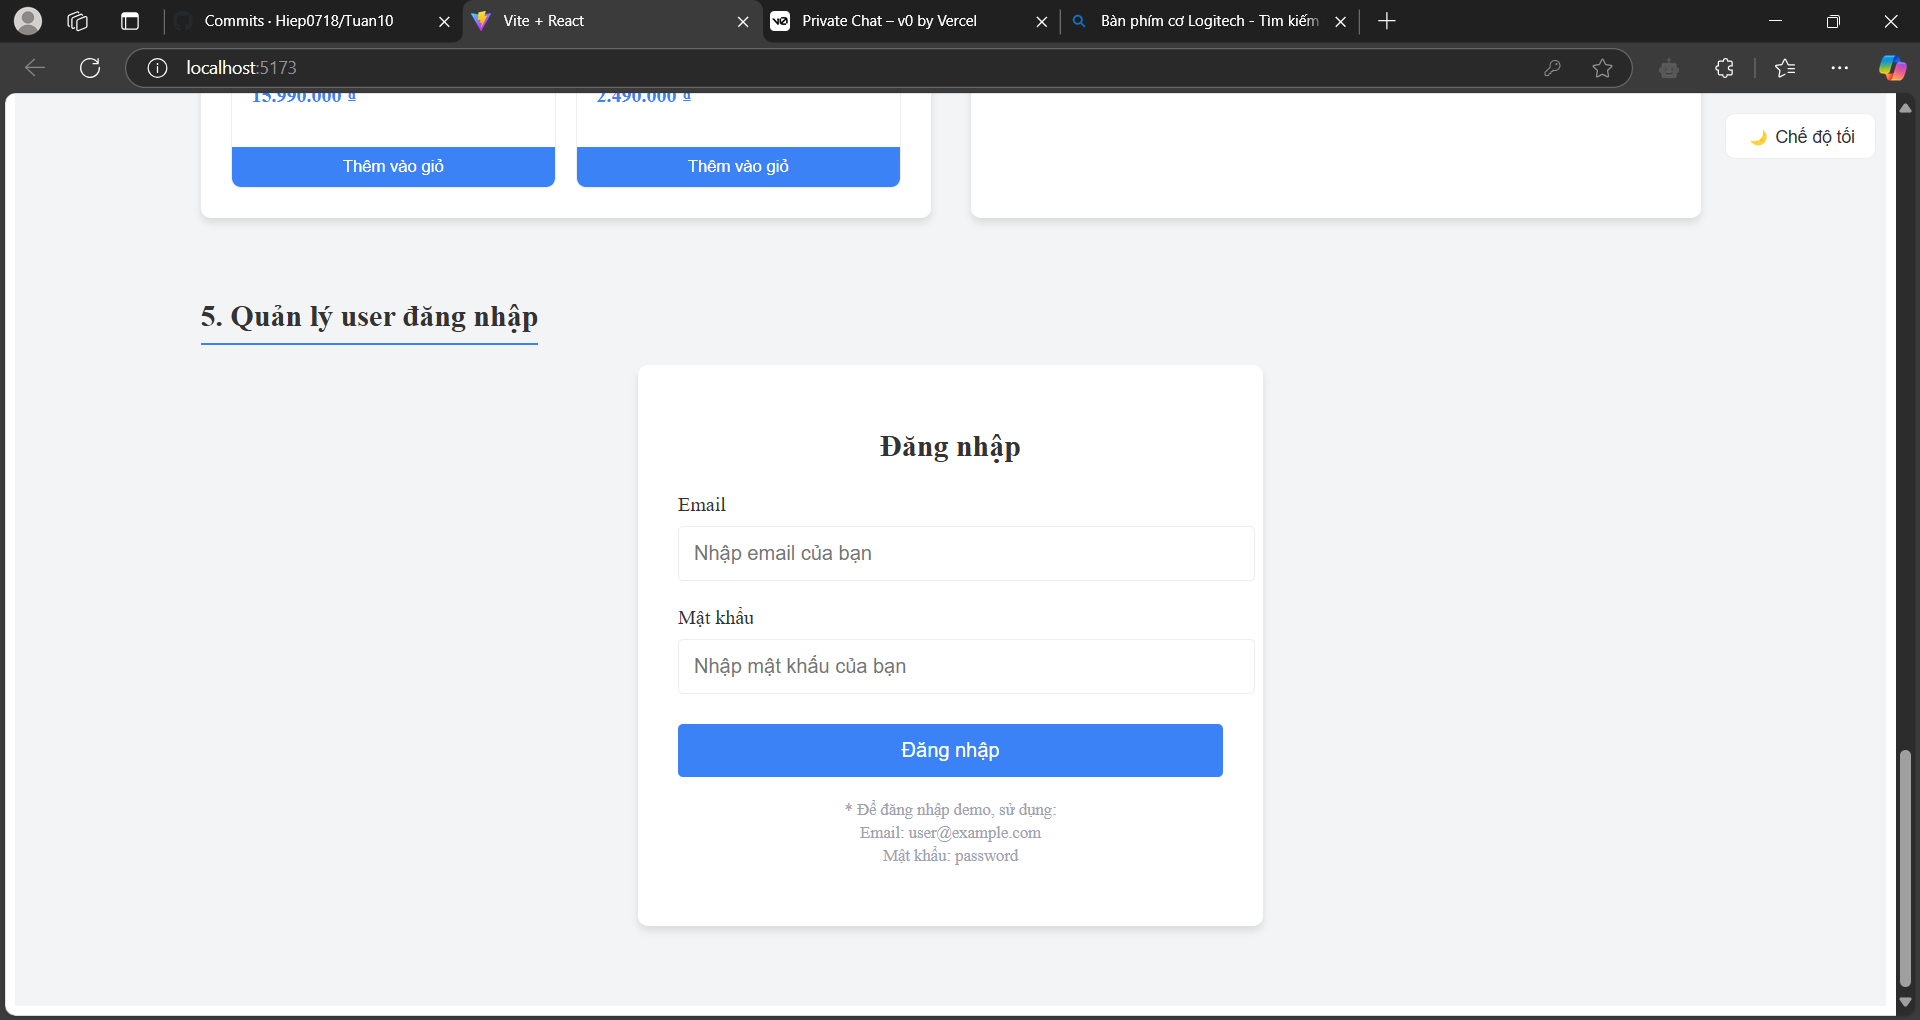 Commits · Hiep0718/Tuan10
Vite + React
Private Chat – v0 by Vercel
Bàn phím cơ Logitech - Tìm kiếm
localhost:5173
15.990.000 ₫
2.490.000 ₫
Thêm vào giỏ
Thêm vào giỏ
🌙 Chế độ tối
5. Quản lý user đăng nhập
Đăng nhập
Email
Nhập email của bạn
Mật khẩu
Nhập mật khẩu của bạn
Đăng nhập
* Để đăng nhập demo, sử dụng:
Email: user@example.com
Mật khẩu: password